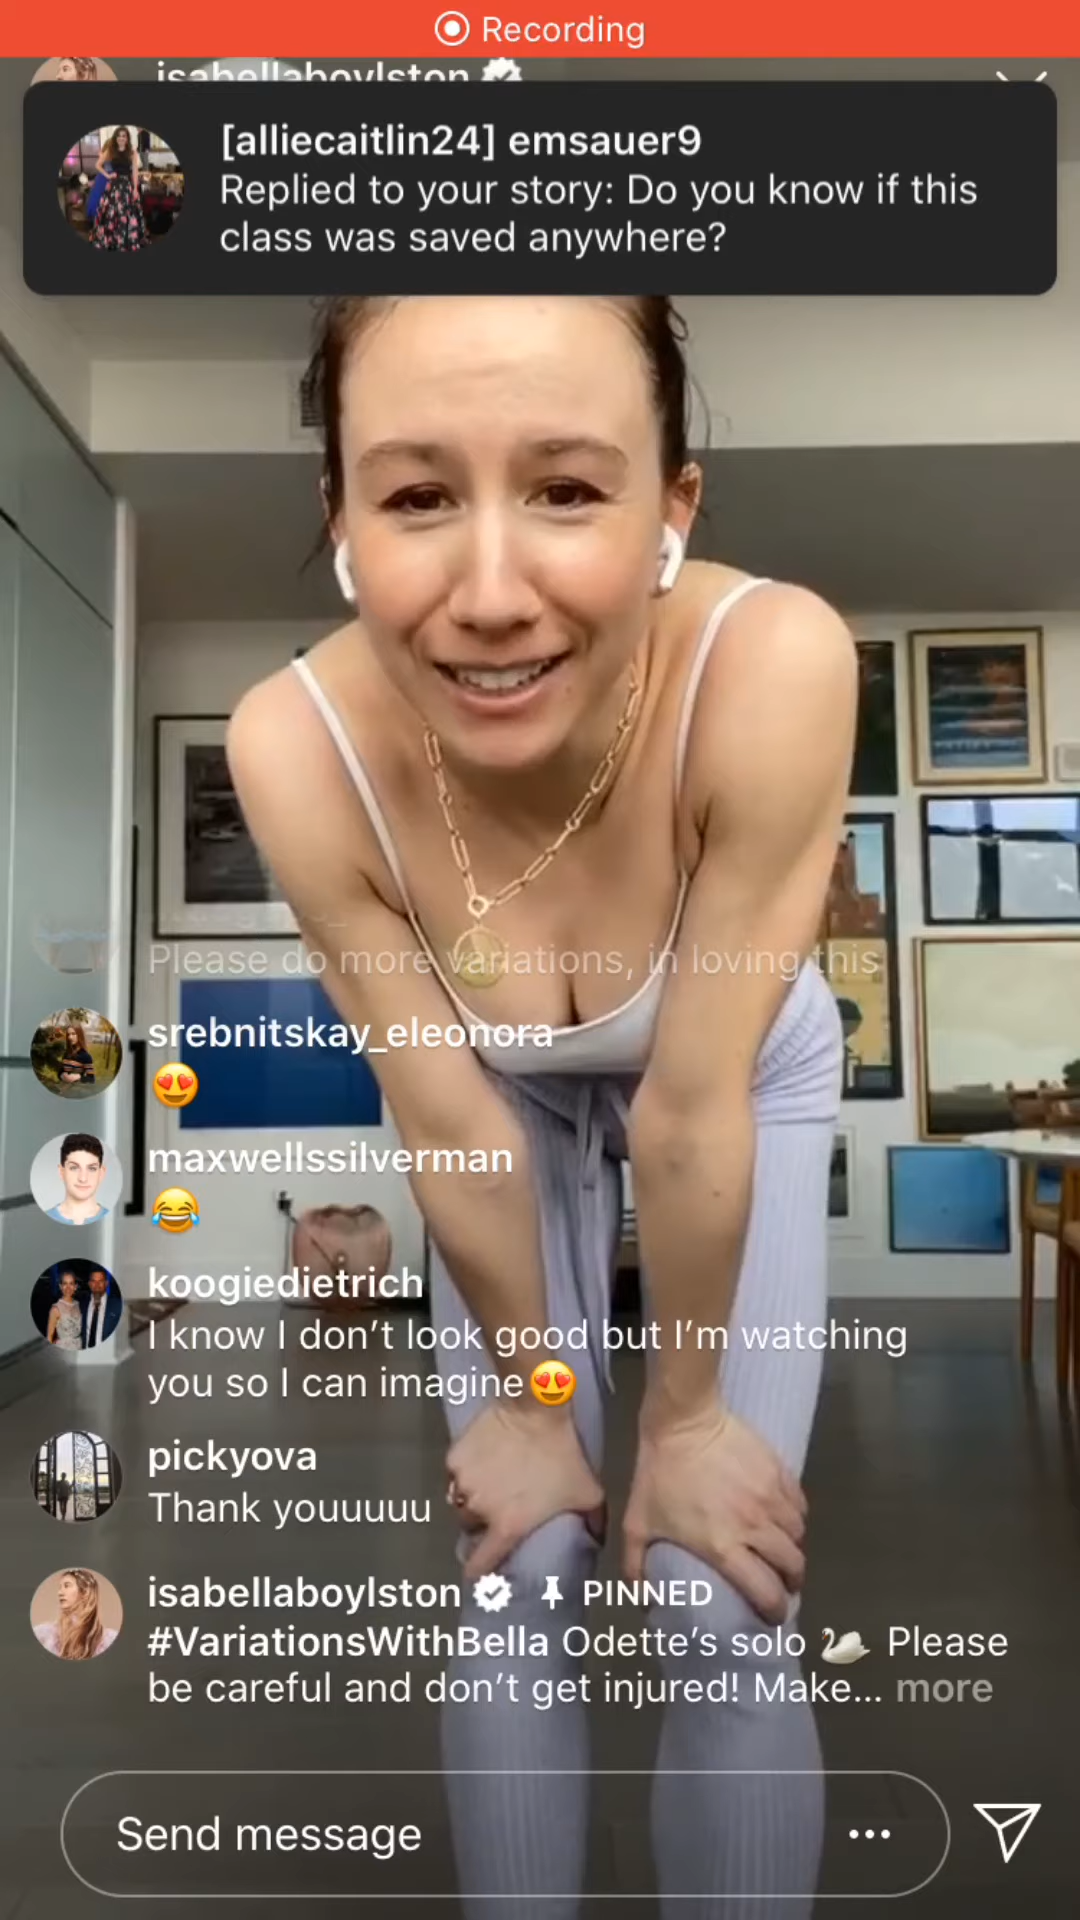 Recording
isabellaboylston
[alliecaitlin24] emsauer9
Replied to your story: Do you know if this
class was saved anywhere?
Please do more variations, in loving this
srebnitskay_eleonora
😍
maxwellssilverman
😂
koogiedietrich
I know I don't look good but I'm watching
you so I can imagine😍
pickyova
Thank youuuuu
isabellaboylston PINNED
#VariationsWithBella Odette's solo 🦢 Please
be careful and don't get injured! Make... more
Send message